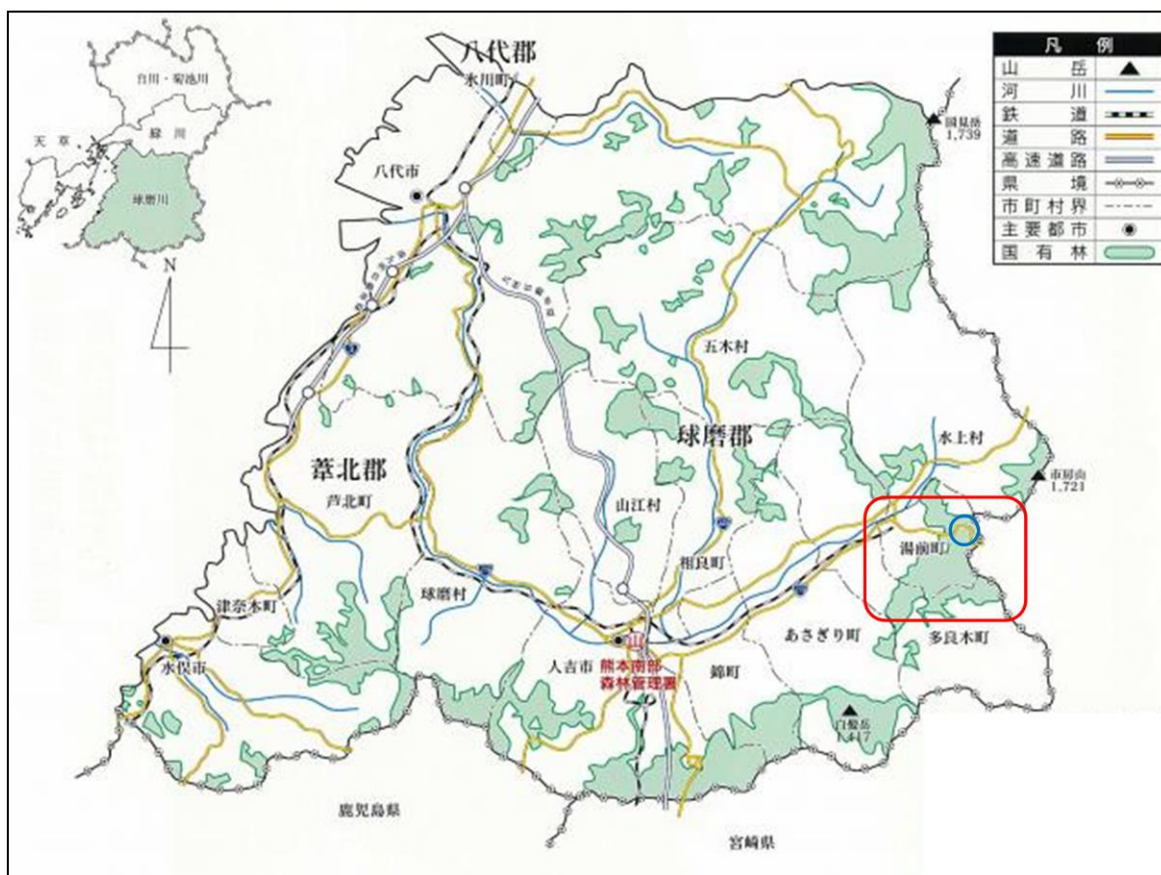 白川・菊池川
天草
緑川
球磨川
N
凡例
山岳
河川
鉄道
道路
高速道路
県境
市町村界
主要都市
国有林
八代郡
氷川町
八代市
国見岳
1,739
五木村
球磨郡
水上村
市房山
1,721
葦北郡
芦北町
山江村
湯前町
相良町
球磨村
津奈木町
あさぎり町
多良木町
水俣市
人吉市
山
熊本南部
森林管理署
錦町
白髪岳
1,417
鹿児島県
宮崎県
3